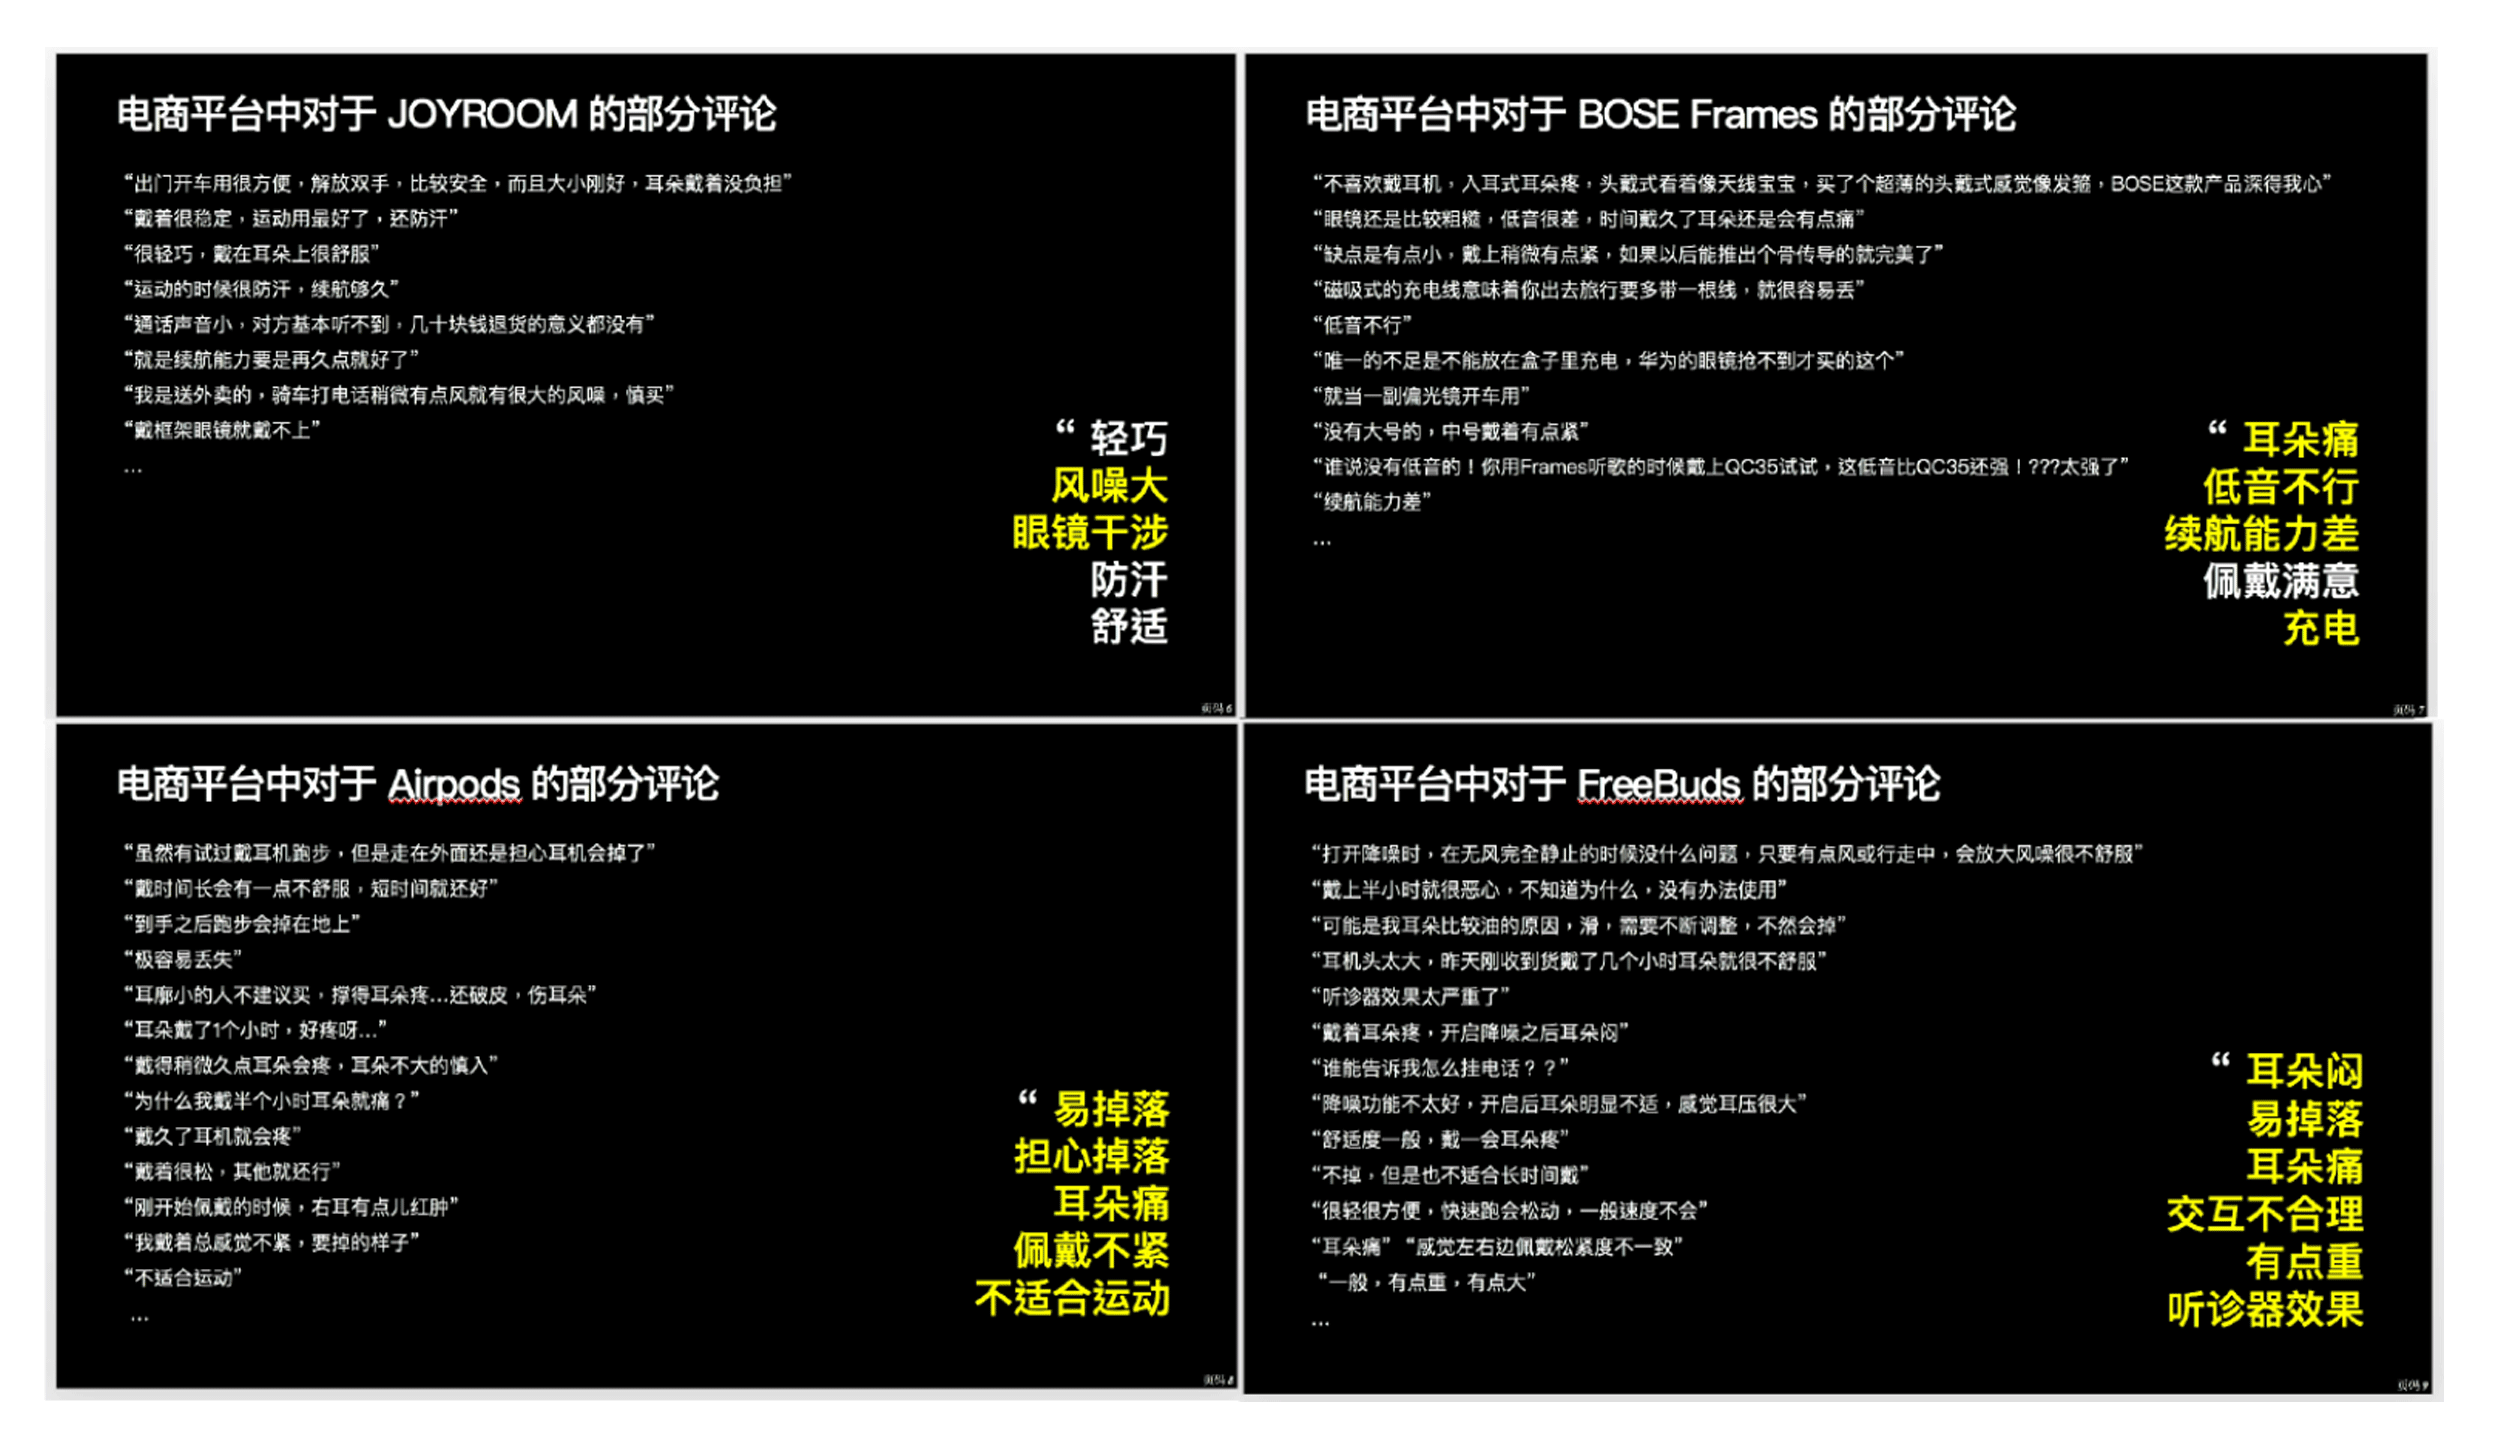 电商平台中对于 JOYROOM 的部分评论
“出门开车用很方便，解放双手，比较安全，而且大小刚好，耳朵戴着没负担”
“戴着很稳定，运动用最好了，还防汗”
“很轻巧，戴在耳朵上很舒服”
“运动的时候很防汗，续航够久”
“通话声音小，对方基本听不到，几十块钱退货的意义都没有”
“就是续航能力要是再久点就好了”
“我是送外卖的，骑车打电话稍微有点风就有很大的风噪，慎买”
“戴框架眼镜就戴不上”
...
“ 轻巧
风噪大
眼镜干涉
防汗
舒适
页码 6
电商平台中对于 BOSE Frames 的部分评论
“不喜欢戴耳机，入耳式耳朵疼，头戴式看着像天线宝宝，买了个超薄的头戴式感觉像发箍，BOSE这款产品深得我心”
“眼镜还是比较粗糙，低音很差，时间戴久了耳朵还是会有点痛”
“缺点是有点小，戴上稍微有点紧，如果以后能推出个骨传导的就完美了”
“磁吸式的充电线意味着你出去旅行要多带一根线，就很容易丢”
“低音不行”
“唯一的不足是不能放在盒子里充电，华为的眼镜抢不到才买的这个”
“就当一副偏光镜开车用”
“没有大号的，中号戴着有点紧”
“谁说没有低音的！你用Frames听歌的时候戴上QC35试试，这低音比QC35还强！???太强了”
“续航能力差”
...
“ 耳朵痛
低音不行
续航能力差
佩戴满意
充电
页码 7
电商平台中对于 Airpods 的部分评论
“虽然有试过戴耳机跑步，但是走在外面还是担心耳机会掉了”
“戴时间长会有一点不舒服，短时间就还好”
“到手之后跑步会掉在地上”
“极容易丢失”
“耳廓小的人不建议买，撑得耳朵疼...还破皮，伤耳朵”
“耳朵戴了1个小时，好疼呀...”
“戴得稍微久点耳朵会疼，耳朵不大的慎入”
“为什么我戴半个小时耳朵就痛？”
“戴久了耳机就会疼”
“戴着很松，其他就还行”
“刚开始佩戴的时候，右耳有点儿红肿”
“我戴着总感觉不紧，要掉的样子”
“不适合运动”
...
“ 易掉落
担心掉落
耳朵痛
佩戴不紧
不适合运动
页码 8
电商平台中对于 FreeBuds 的部分评论
“打开降噪时，在无风完全静止的时候没什么问题，只要有点风或行走中，会放大风噪很不舒服”
“戴上半小时就很恶心，不知道为什么，没有办法使用”
“可能是我耳朵比较油的原因，滑，需要不断调整，不然会掉”
“耳机头太大，昨天刚收到货戴了几个小时耳朵就很不舒服”
“听诊器效果太严重了”
“戴着耳朵疼，开启降噪之后耳朵闷”
“谁能告诉我怎么挂电话？？”
“降噪功能不太好，开启后耳朵明显不适，感觉耳压很大”
“舒适度一般，戴一会耳朵疼”
“不掉，但是也不适合长时间戴”
“很轻很方便，快速跑会松动，一般速度不会”
“耳朵痛” “感觉左右边佩戴松紧度不一致”
“一般，有点重，有点大”
...
“ 耳朵闷
易掉落
耳朵痛
交互不合理
有点重
听诊器效果
页码 9